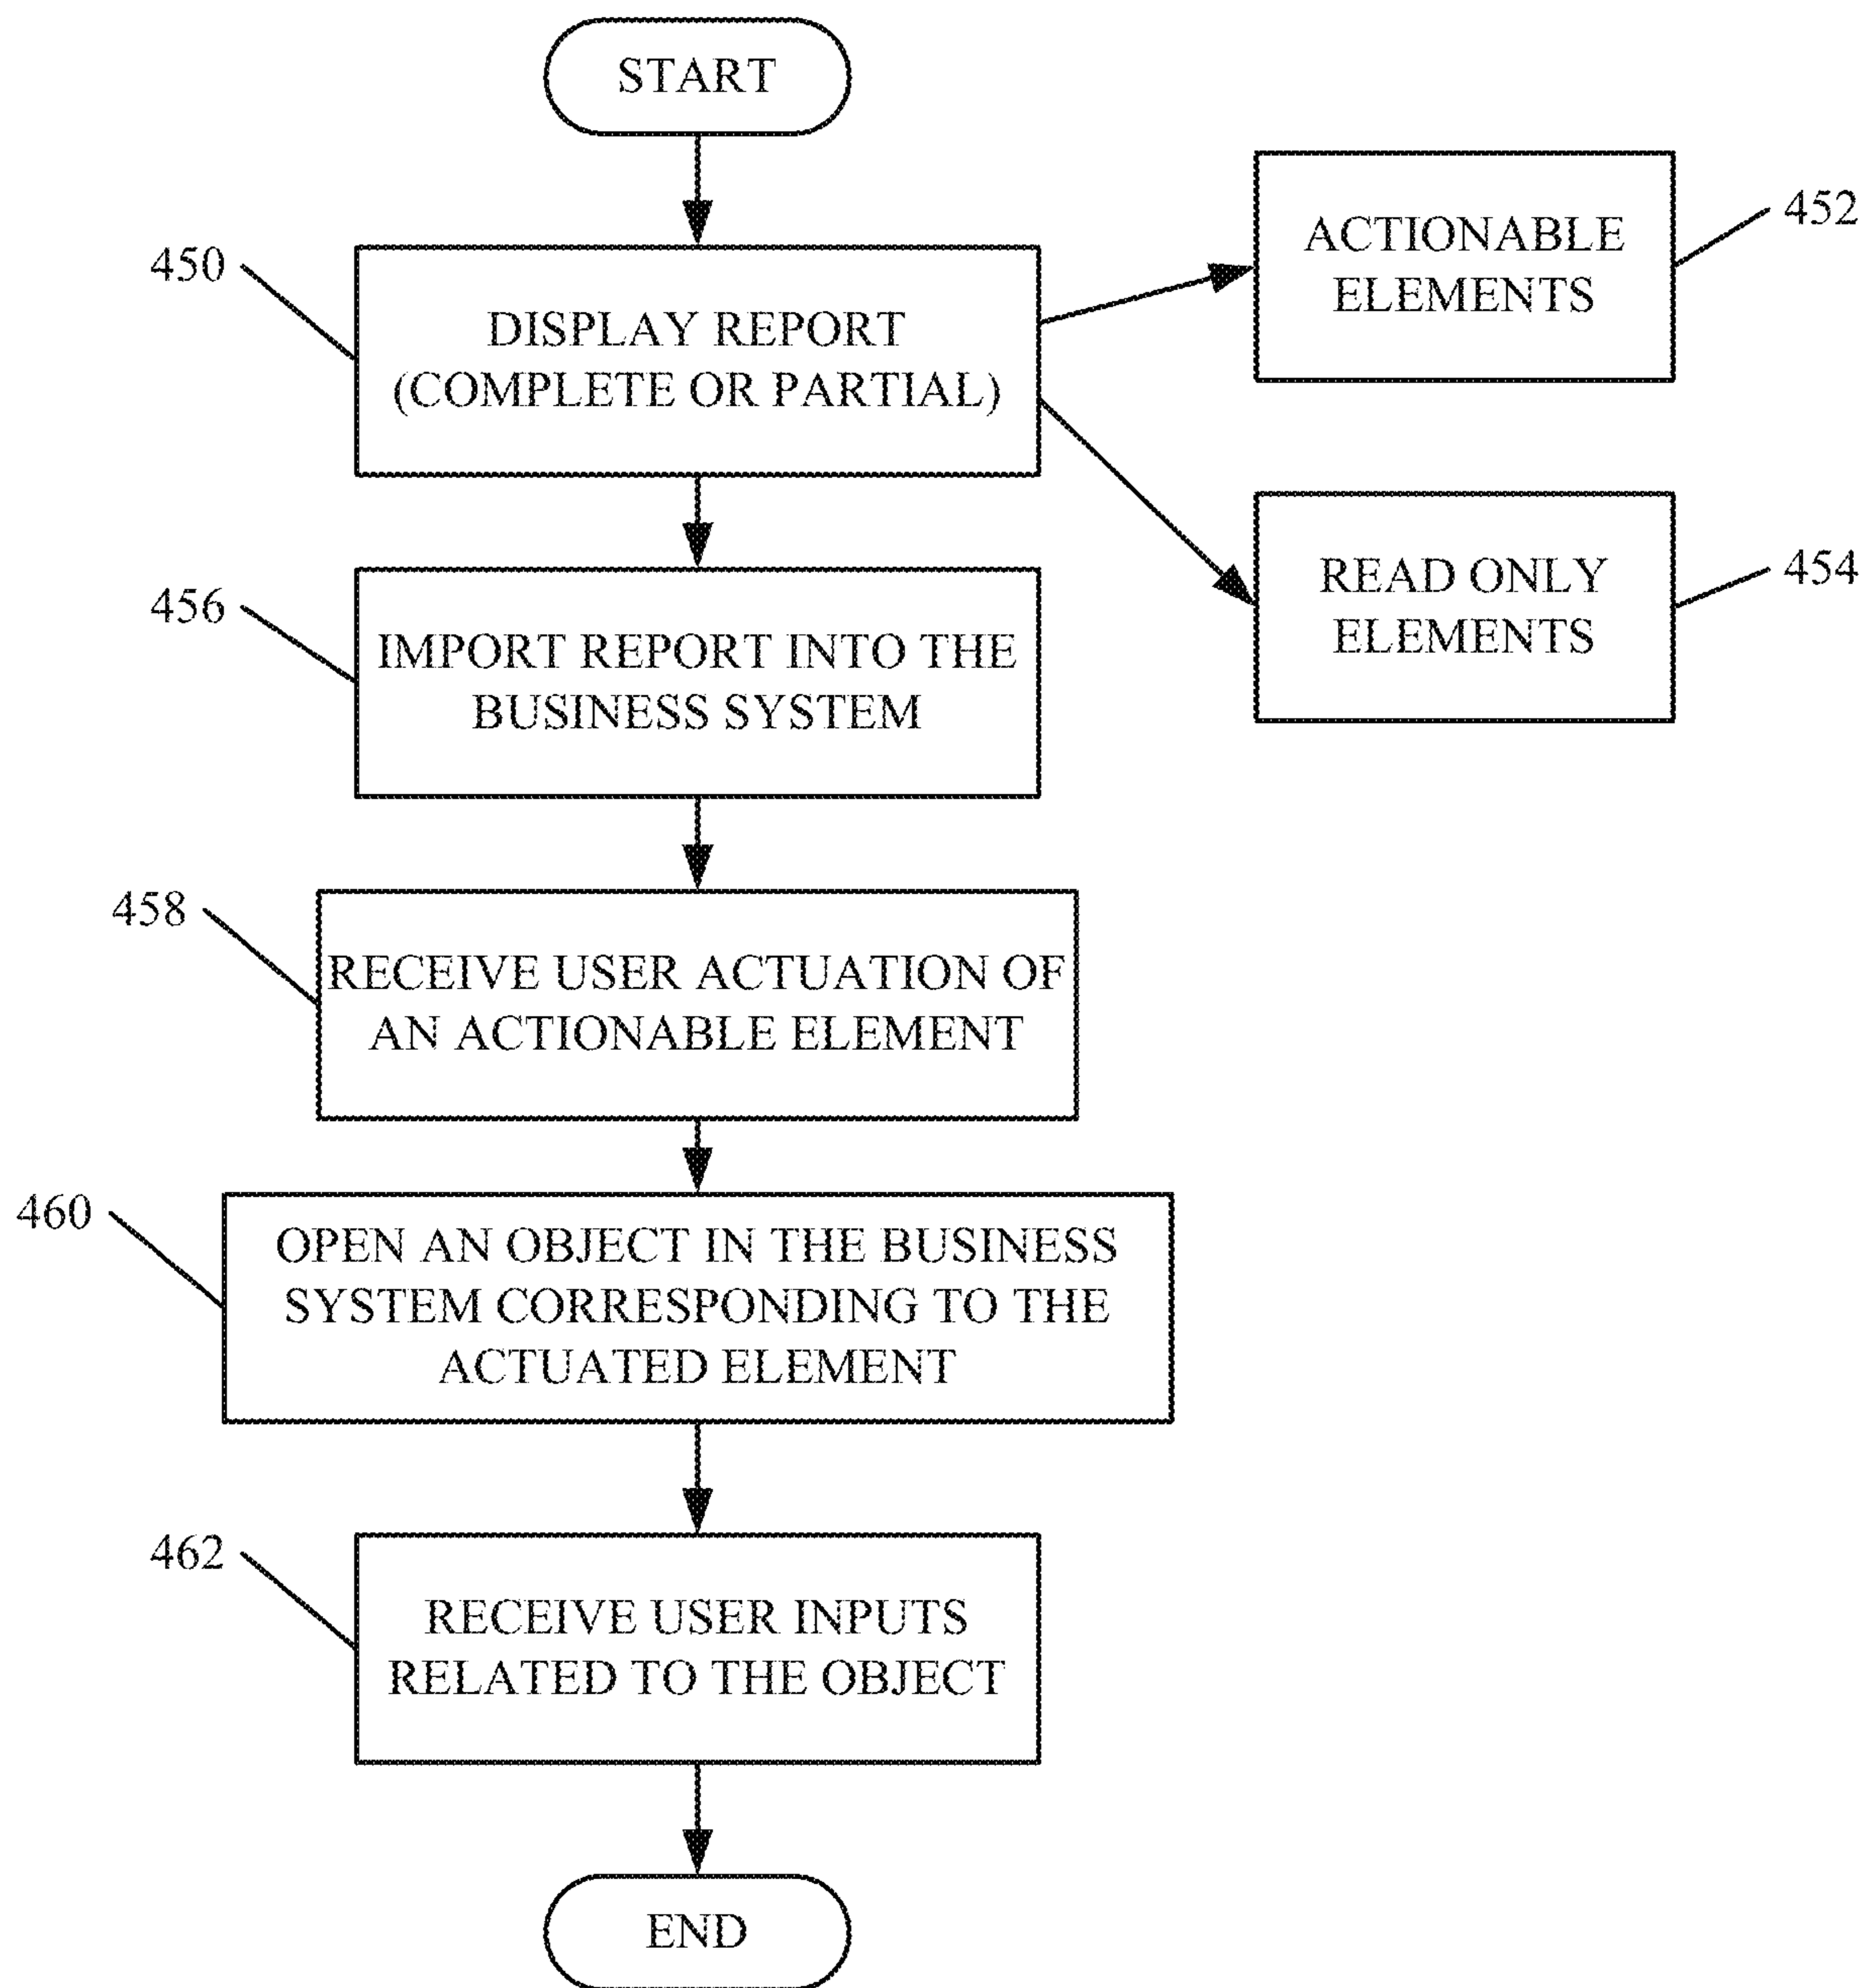 START
450
DISPLAY REPORT
(COMPLETE OR PARTIAL)
ACTIONABLE
ELEMENTS
452
READ ONLY
ELEMENTS
454
456
IMPORT REPORT INTO THE
BUSINESS SYSTEM
458
RECEIVE USER ACTUATION OF
AN ACTIONABLE ELEMENT
460
OPEN AN OBJECT IN THE BUSINESS
SYSTEM CORRESPONDING TO THE
ACTUATED ELEMENT
462
RECEIVE USER INPUTS
RELATED TO THE OBJECT
END